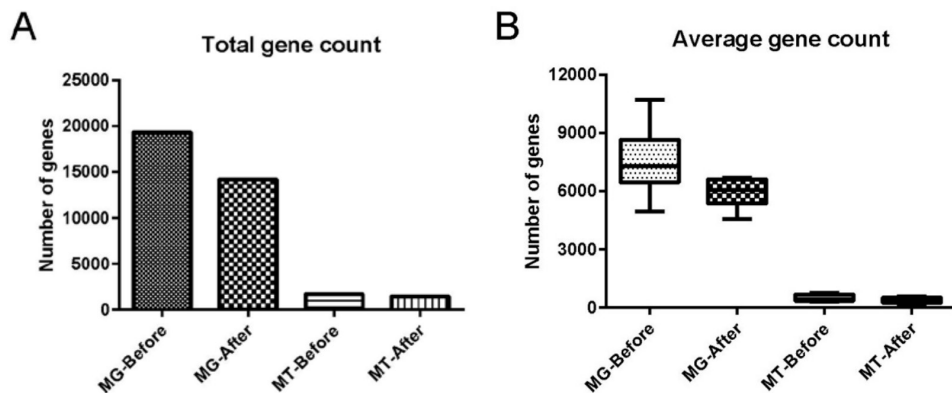 A
Total gene count
Number of genes
25000
20000
15000
10000
5000
0
MG-Before
MG-After
MT-Before
MT-After
B
Average gene count
Number of genes
12000
9000
6000
3000
0
MG-Before
MG-After
MT-Before
MT-After